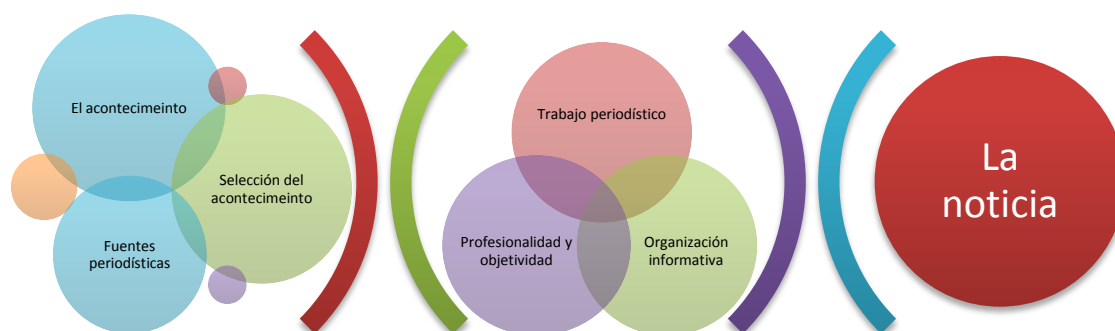 El acontecimeinto
Selección del
acontecimeinto
Fuentes
periodísticas
Trabajo periodístico
Profesionalidad y
objetividad
Organización
informativa
La
noticia